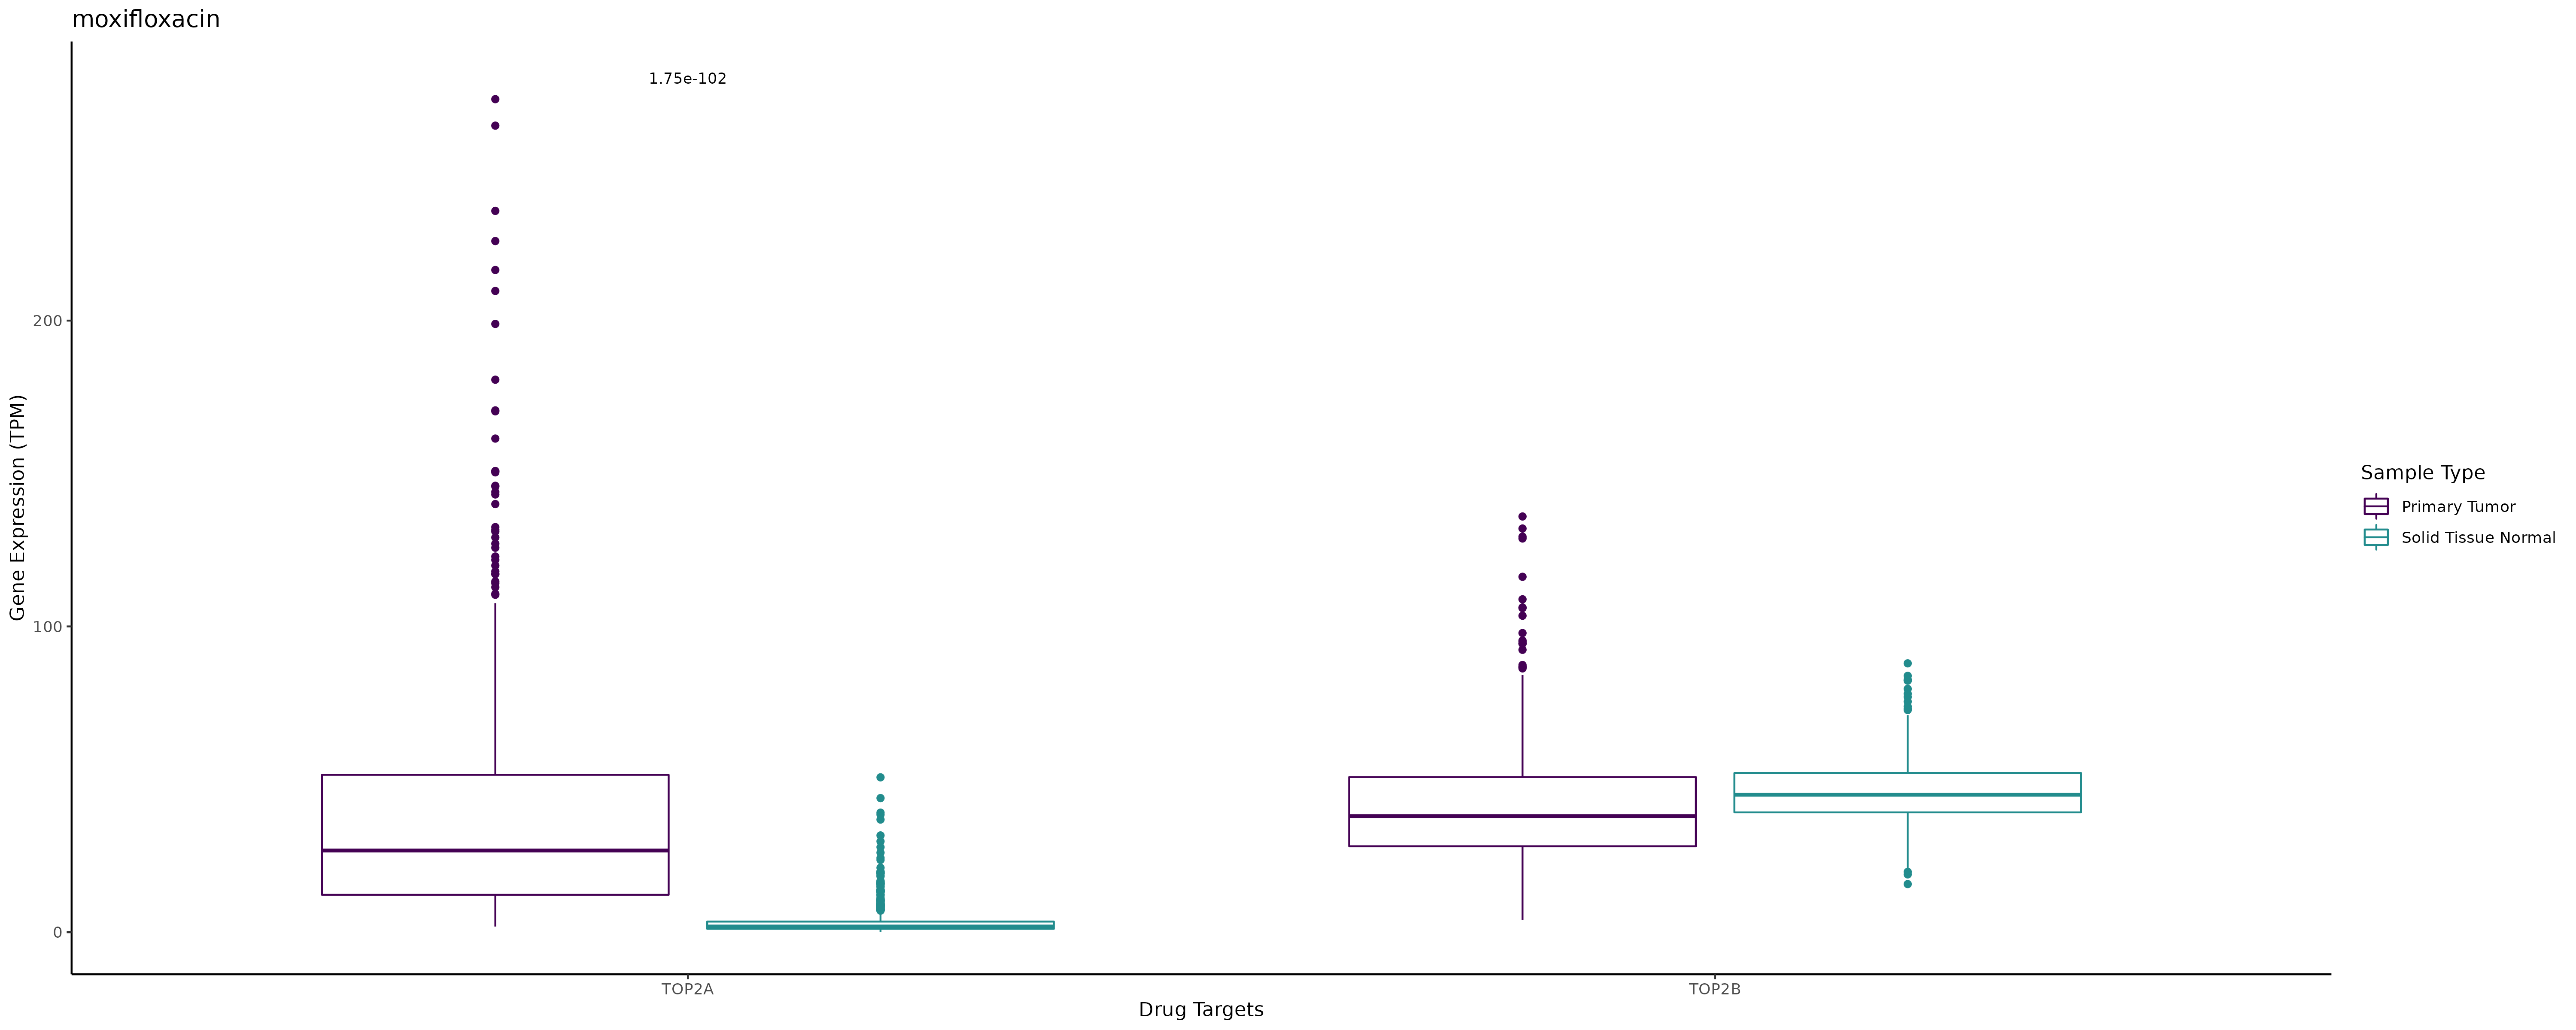 moxifloxacin
1.75e-102
200
100
0
Gene Expression (TPM)
TOP2A
TOP2B
Drug Targets
Sample Type
Primary Tumor
Solid Tissue Normal